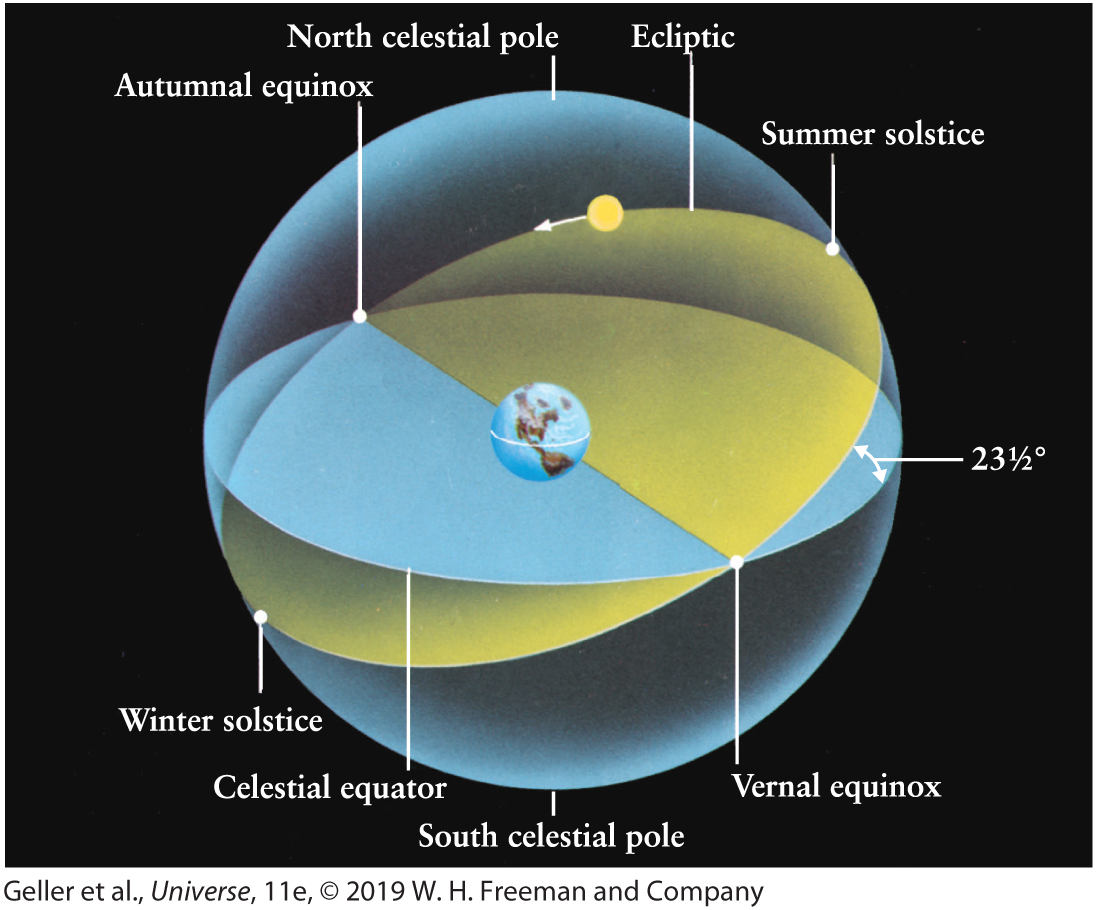 North celestial pole
Ecliptic
Autumnal equinox
Summer solstice
23½°
Winter solstice
Celestial equator
Vernal equinox
South celestial pole
Geller et al., Universe, 11e, © 2019 W. H. Freeman and Company